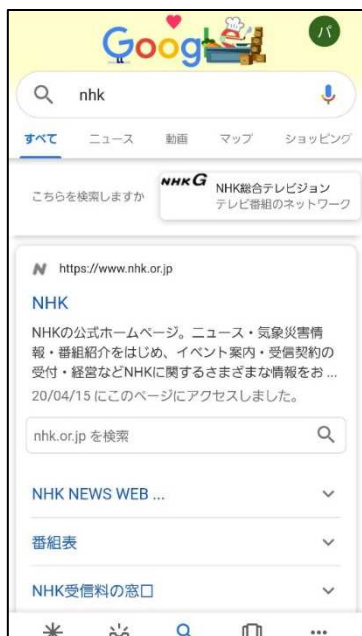 Goog
パ
nhk
すべて ニュース 動画 マップ ショッピング
こちらを検索しますか
NHK G NHK総合テレビジョン
テレビ番組のネットワーク
N https://www.nhk.or.jp
NHK
NHKの公式ホームページ。ニュース・気象災害情
報・番組紹介をはじめ、イベント案内・受信契約の
受付・経営などNHKに関するさまざまな情報をお ...
20/04/15 にこのページにアクセスしました。
nhk.or.jp を検索
NHK NEWS WEB ...
番組表
NHK受信料の窓口